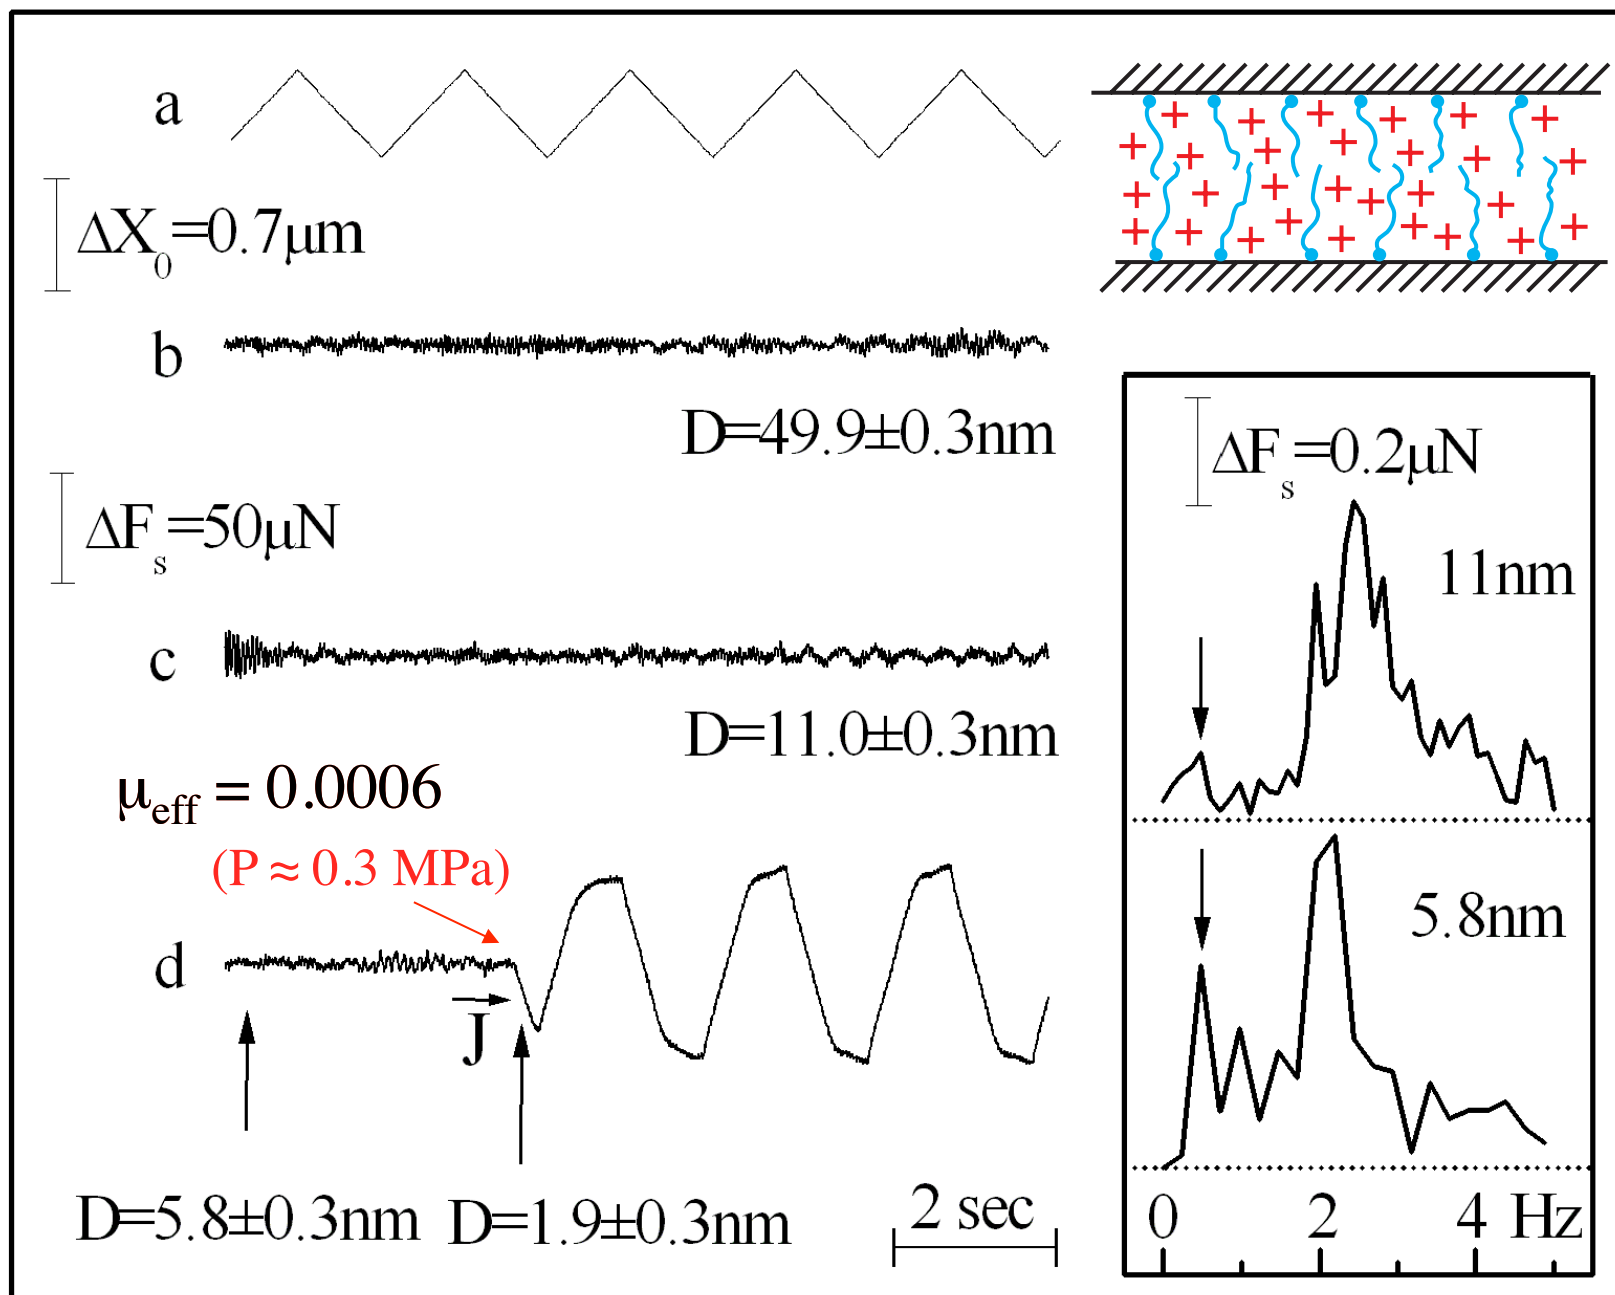 a
ΔX₀=0.7μm
b
D=49.9±0.3nm
ΔFₛ=50μN
c
D=11.0±0.3nm
μeff = 0.0006
(P ≈ 0.3 MPa)
d
J
D=5.8±0.3nm
D=1.9±0.3nm
2 sec
ΔFₛ=0.2μN
11nm
5.8nm
0 2 4 Hz